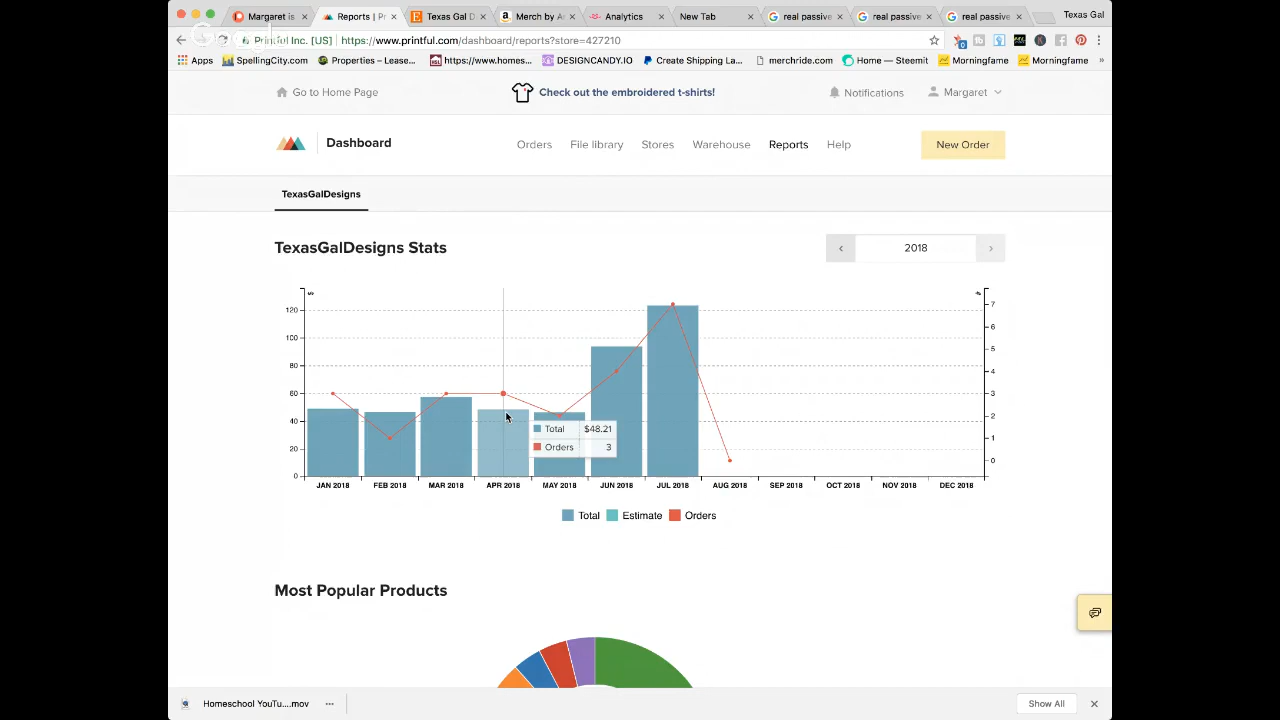 Margaret is
Reports | Pr
Texas Gal D
Merch by A
Analytics
New Tab
real passive
real passive
real passive
Texas Gal
Printful Inc. [US] | https://www.printful.com/dashboard/reports?store=427210
Apps
SpellingCity.com
Properties – Lease...
https://www.homes...
DESIGNCANDY.IO
Create Shipping La...
merchride.com
Home — Steemit
Morningfame
Morningfame
»
Go to Home Page
Check out the embroidered t-shirts!
Notifications
Margaret
Dashboard
Orders
File library
Stores
Warehouse
Reports
Help
New Order
TexasGalDesigns
TexasGalDesigns Stats
‹ 2018 ›
120
100
80
60
40
20
0
7
6
5
4
3
2
1
0
Total $48.21
Orders 3
JAN 2018 FEB 2018 MAR 2018 APR 2018 MAY 2018 JUN 2018 JUL 2018 AUG 2018 SEP 2018 OCT 2018 NOV 2018 DEC 2018
Total Estimate Orders
Most Popular Products
Homeschool YouTu....mov
Show All